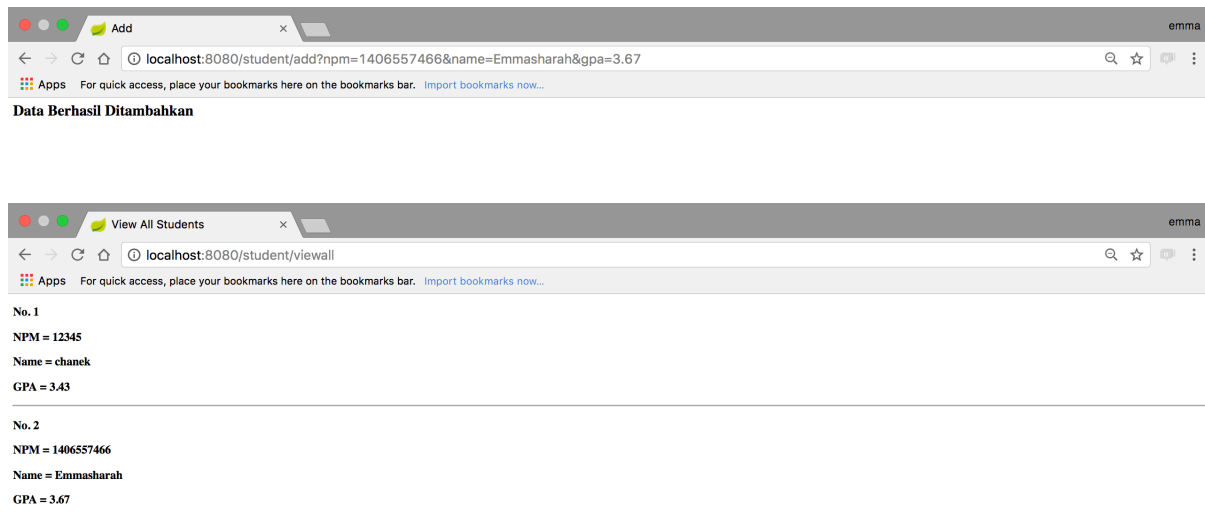 Add
emma
localhost:8080/student/add?npm=1406557466&name=Emmasharah&gpa=3.67
Apps For quick access, place your bookmarks here on the bookmarks bar. Import bookmarks now...
Data Berhasil Ditambahkan
View All Students
emma
localhost:8080/student/viewall
Apps For quick access, place your bookmarks here on the bookmarks bar. Import bookmarks now...
No. 1
NPM = 12345
Name = chanek
GPA = 3.43
No. 2
NPM = 1406557466
Name = Emmasharah
GPA = 3.67